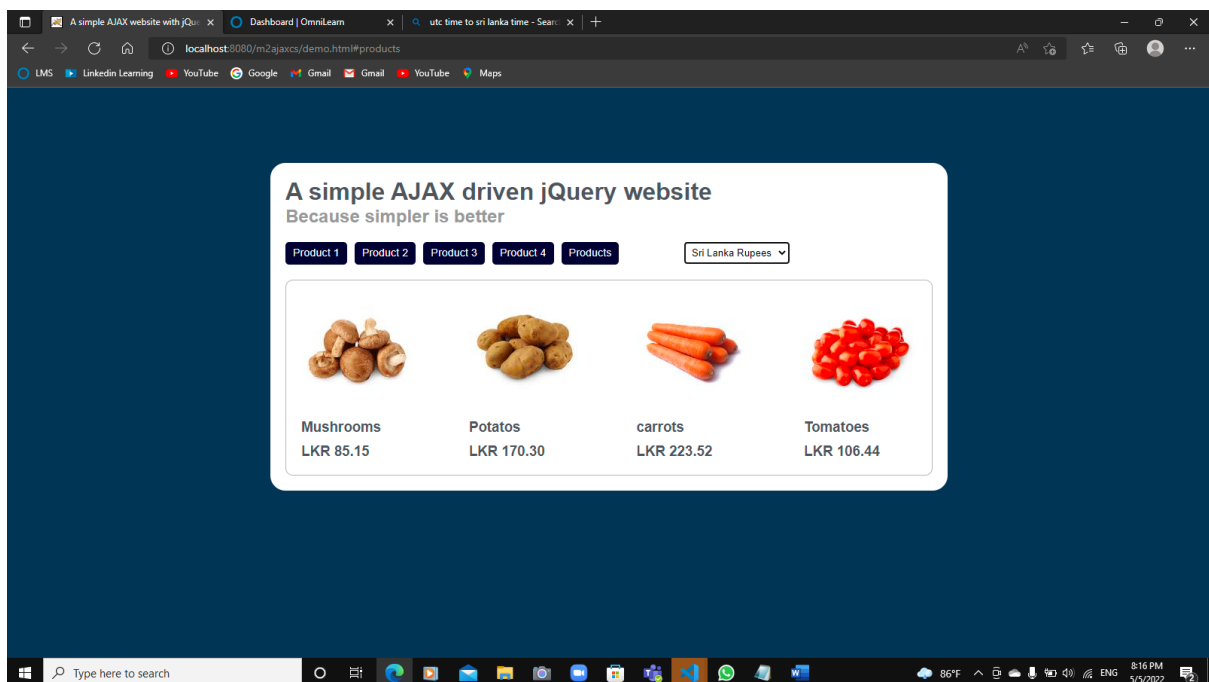 A simple AJAX website with jQue
Dashboard | OmniLearn
utc time to sri lanka time - Searc
localhost:8080/m2ajaxcs/demo.html#products
LMS Linkedin Learning YouTube Google Gmail Gmail YouTube Maps
A simple AJAX driven jQuery website
Because simpler is better
Product 1 Product 2 Product 3 Product 4 Products Sri Lanka Rupees
Mushrooms Potatos carrots Tomatoes
LKR 85.15 LKR 170.30 LKR 223.52 LKR 106.44
Type here to search
86°F ENG
8:16 PM
5/5/2022